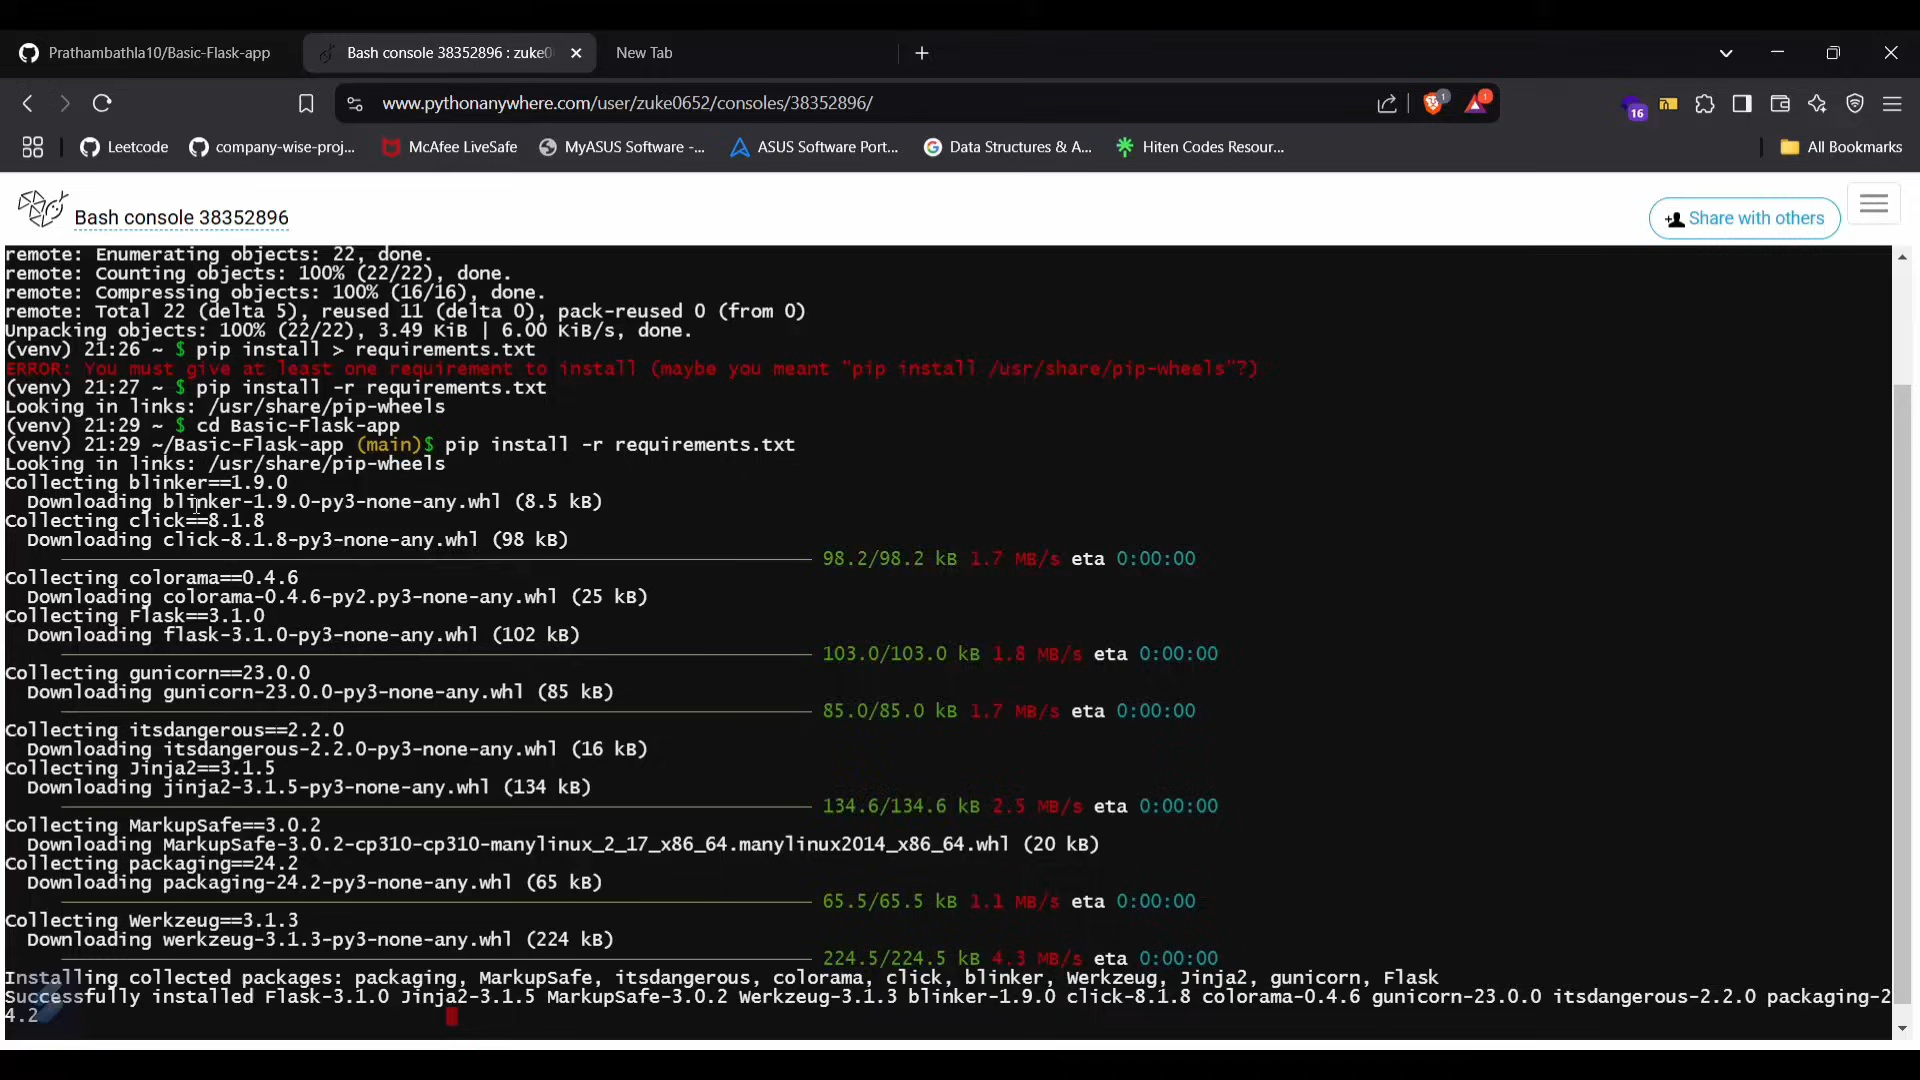 Prathambathla10/Basic-Flask-app
Bash console 38352896 : zuke0
New Tab
www.pythonanywhere.com/user/zuke0652/consoles/38352896/
1
1
16
Leetcode
company-wise-proj...
McAfee LiveSafe
MyASUS Software -...
ASUS Software Port...
Data Structures & A...
Hiten Codes Resour...
All Bookmarks
Bash console 38352896
Share with others
remote: Enumerating objects: 22, done.
remote: Counting objects: 100% (22/22), done.
remote: Compressing objects: 100% (16/16), done.
remote: Total 22 (delta 5), reused 11 (delta 0), pack-reused 0 (from 0)
Unpacking objects: 100% (22/22), 3.49 KiB | 6.00 KiB/s, done.
(venv) 21:26 ~ $ pip install > requirements.txt
ERROR: You must give at least one requirement to install (maybe you meant "pip install /usr/share/pip-wheels"?)
(venv) 21:27 ~ $ pip install -r requirements.txt
Looking in links: /usr/share/pip-wheels
(venv) 21:29 ~ $ cd Basic-Flask-app
(venv) 21:29 ~/Basic-Flask-app (main)$ pip install -r requirements.txt
Looking in links: /usr/share/pip-wheels
Collecting blinker==1.9.0
Downloading blinker-1.9.0-py3-none-any.whl (8.5 kB)
Collecting click==8.1.8
Downloading click-8.1.8-py3-none-any.whl (98 kB)
98.2/98.2 kB 1.7 MB/s eta 0:00:00
Collecting colorama==0.4.6
Downloading colorama-0.4.6-py2.py3-none-any.whl (25 kB)
Collecting Flask==3.1.0
Downloading flask-3.1.0-py3-none-any.whl (102 kB)
103.0/103.0 kB 1.8 MB/s eta 0:00:00
Collecting gunicorn==23.0.0
Downloading gunicorn-23.0.0-py3-none-any.whl (85 kB)
85.0/85.0 kB 1.7 MB/s eta 0:00:00
Collecting itsdangerous==2.2.0
Downloading itsdangerous-2.2.0-py3-none-any.whl (16 kB)
Collecting Jinja2==3.1.5
Downloading jinja2-3.1.5-py3-none-any.whl (134 kB)
134.6/134.6 kB 2.5 MB/s eta 0:00:00
Collecting MarkupSafe==3.0.2
Downloading MarkupSafe-3.0.2-cp310-cp310-manylinux_2_17_x86_64.manylinux2014_x86_64.whl (20 kB)
Collecting packaging==24.2
Downloading packaging-24.2-py3-none-any.whl (65 kB)
65.5/65.5 kB 1.1 MB/s eta 0:00:00
Collecting Werkzeug==3.1.3
Downloading werkzeug-3.1.3-py3-none-any.whl (224 kB)
224.5/224.5 kB 4.3 MB/s eta 0:00:00
Installing collected packages: packaging, MarkupSafe, itsdangerous, colorama, click, blinker, Werkzeug, Jinja2, gunicorn, Flask
Successfully installed Flask-3.1.0 Jinja2-3.1.5 MarkupSafe-3.0.2 Werkzeug-3.1.3 blinker-1.9.0 click-8.1.8 colorama-0.4.6 gunicorn-23.0.0 itsdangerous-2.2.0 packaging-2
4.2